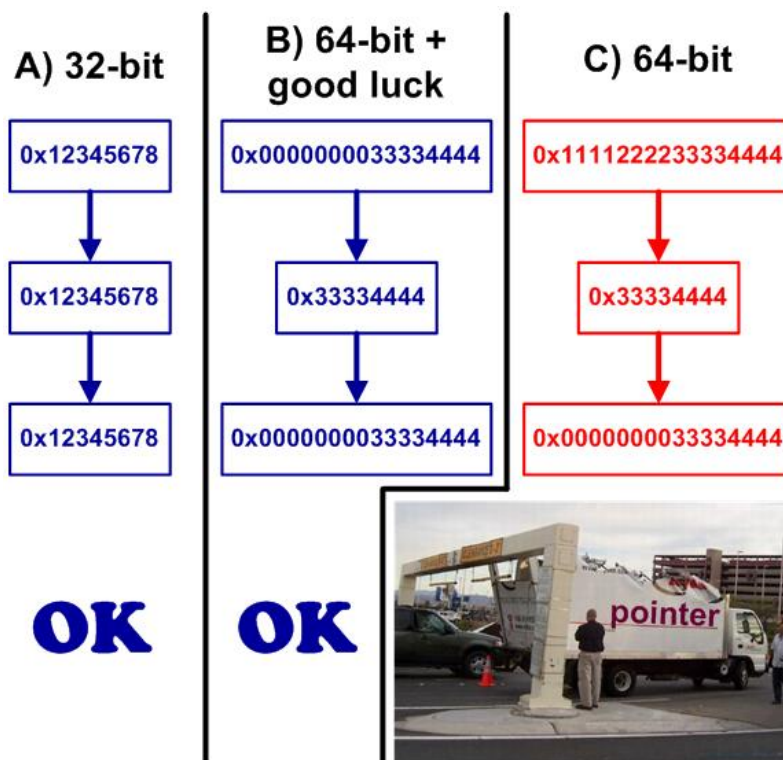 A) 32-bit
0x12345678
0x12345678
0x12345678
OK
B) 64-bit +
good luck
0x0000000033334444
0x33334444
0x0000000033334444
OK
C) 64-bit
0x1111222233334444
0x33334444
0x0000000033334444
pointer